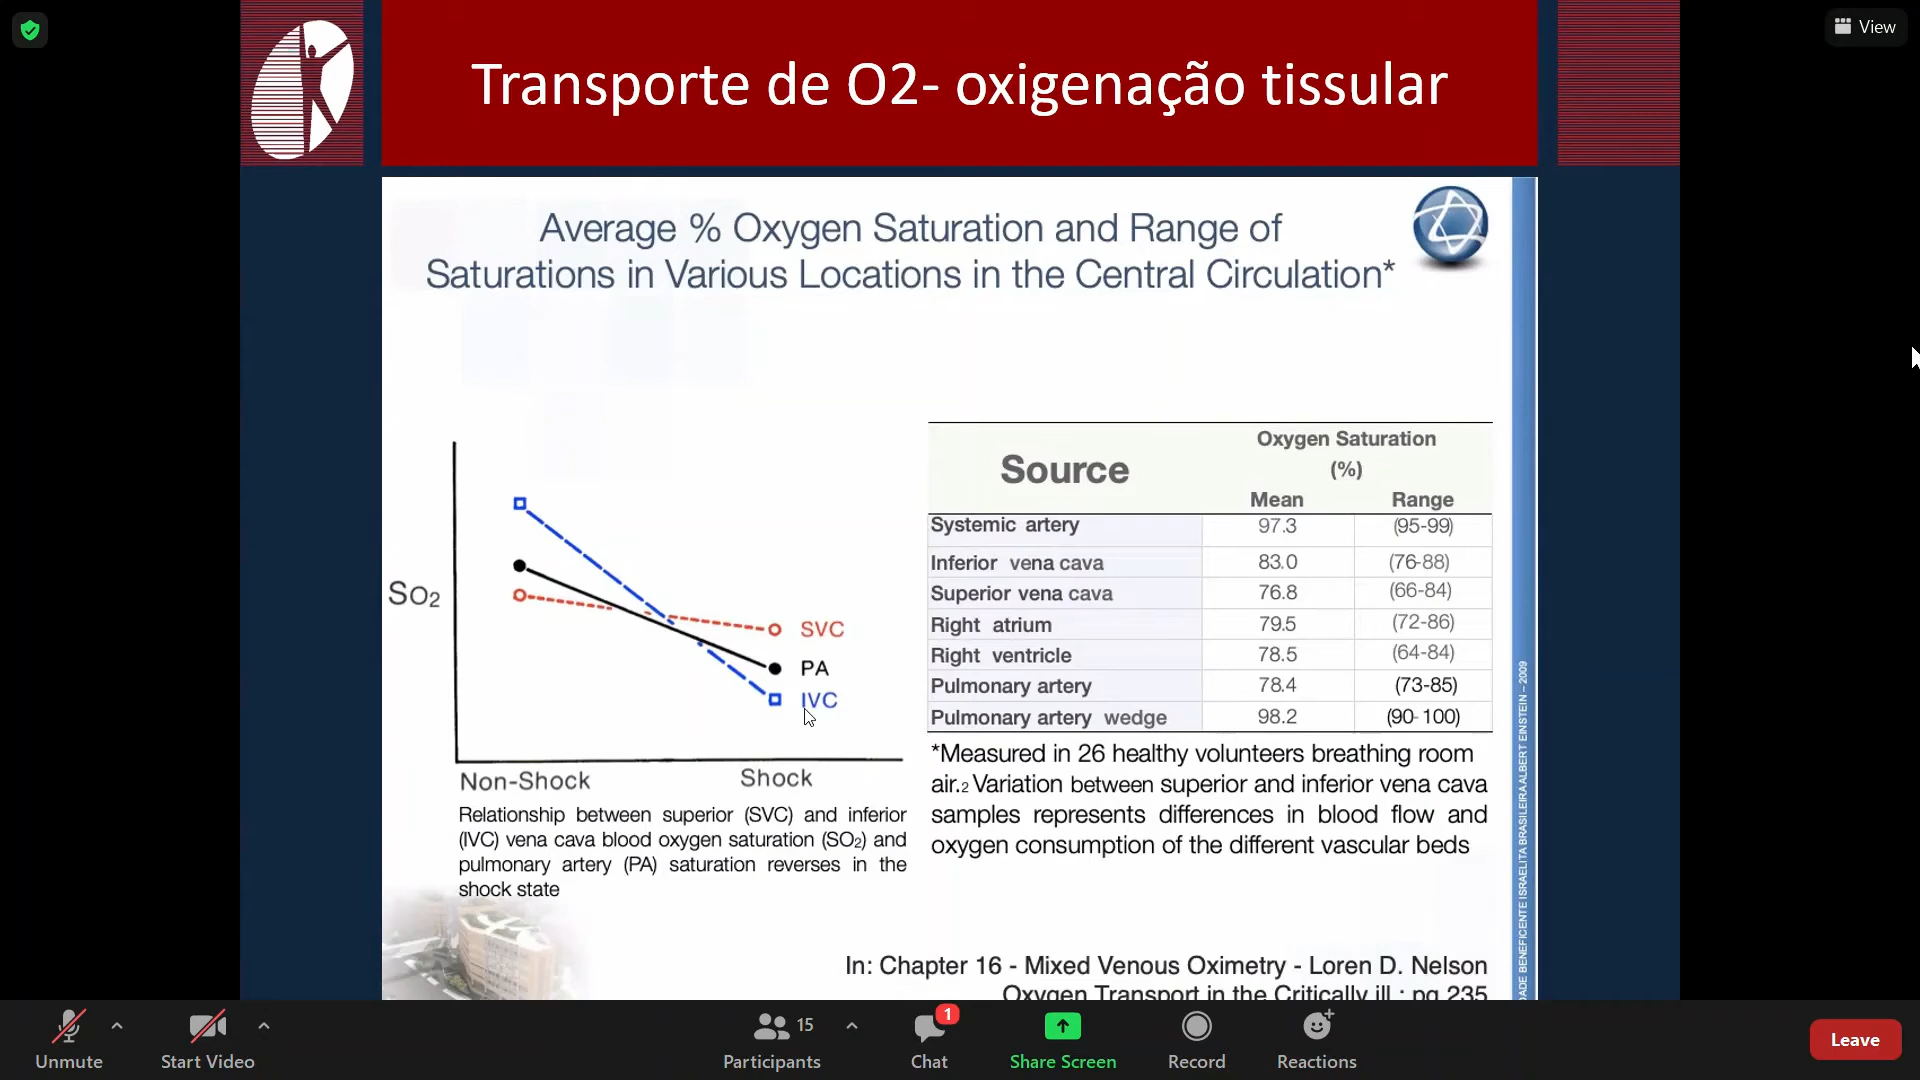 View
Transporte de O2- oxigenação tissular
Average % Oxygen Saturation and Range of
Saturations in Various Locations in the Central Circulation*
SO2
SVC
PA
IVC
Non-Shock Shock
Relationship between superior (SVC) and inferior
(IVC) vena cava blood oxygen saturation (SO2) and
pulmonary artery (PA) saturation reverses in the
shock state
Source Oxygen Saturation
(%)
Mean Range
Systemic artery 97.3 (95-99)
Inferior vena cava 83.0 (76-88)
Superior vena cava 76.8 (66-84)
Right atrium 79.5 (72-86)
Right ventricle 78.5 (64-84)
Pulmonary artery 78.4 (73-85)
Pulmonary artery wedge 98.2 (90-100)
*Measured in 26 healthy volunteers breathing room
air.2 Variation between superior and inferior vena cava
samples represents differences in blood flow and
oxygen consumption of the different vascular beds
In: Chapter 16 - Mixed Venous Oximetry - Loren D. Nelson
Oxygen Transport in the Critically ill ; pg 235
ADE BENEFICENTE ISRAELITA BRASILEIRA ALBERT EINSTEIN – 2009
Unmute
Start Video
15
Participants
1
Chat
Share Screen
Record
Reactions
Leave